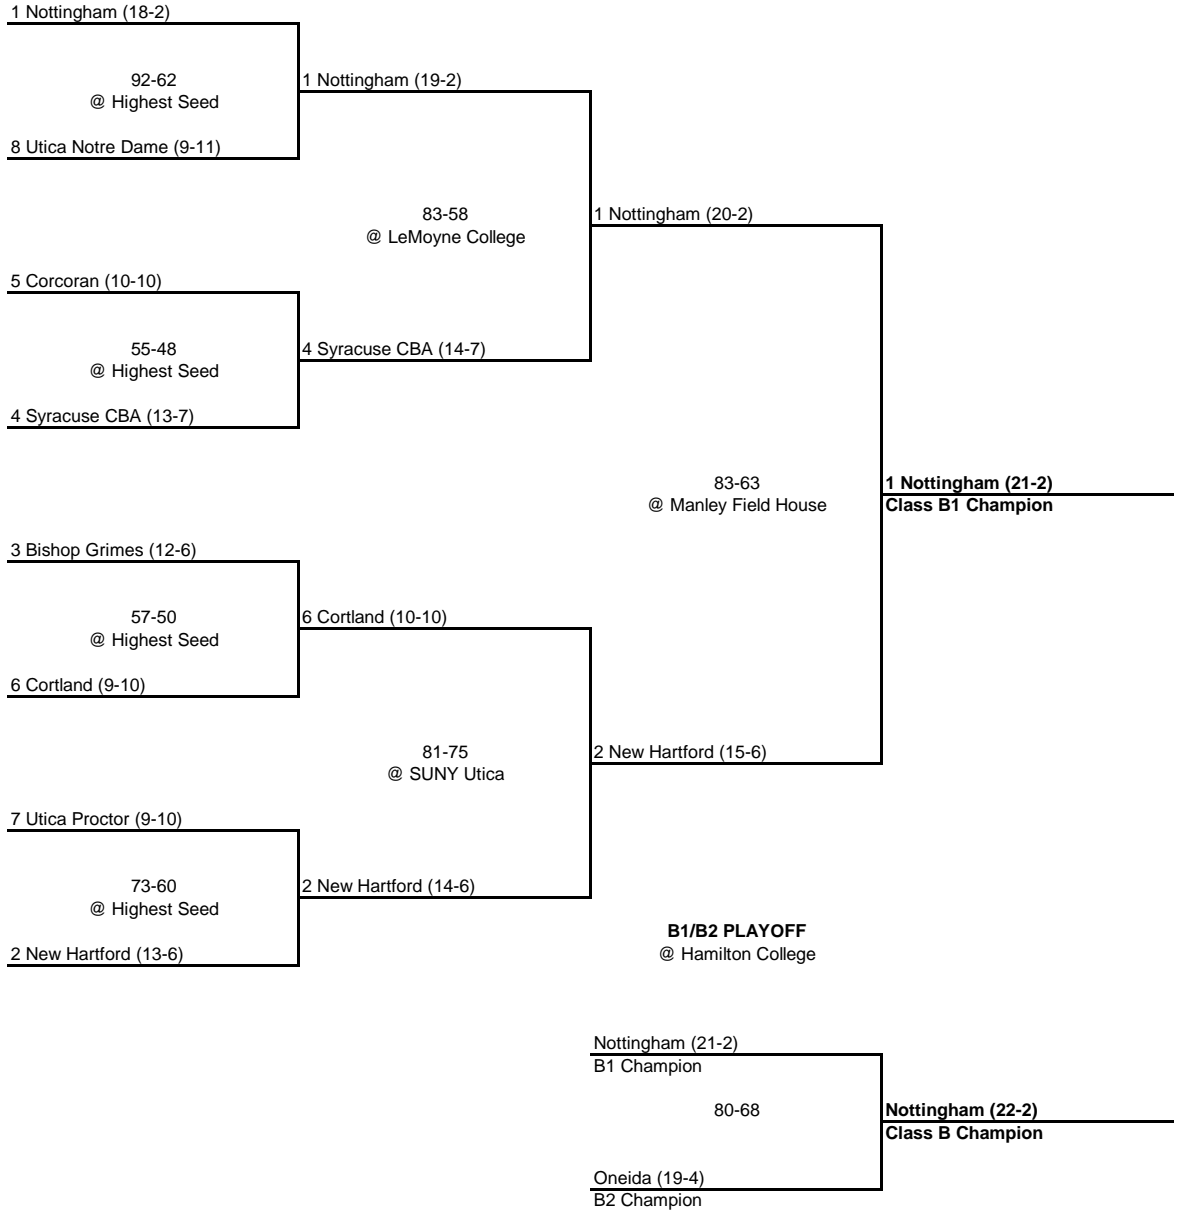 1 Nottingham (18-2)
92-62
@ Highest Seed
1 Nottingham (19-2)
8 Utica Notre Dame (9-11)
83-58
@ LeMoyne College
1 Nottingham (20-2)
5 Corcoran (10-10)
55-48
@ Highest Seed
4 Syracuse CBA (14-7)
4 Syracuse CBA (13-7)
83-63
@ Manley Field House
1 Nottingham (21-2)
Class B1 Champion
3 Bishop Grimes (12-6)
57-50
@ Highest Seed
6 Cortland (10-10)
6 Cortland (9-10)
81-75
@ SUNY Utica
2 New Hartford (15-6)
7 Utica Proctor (9-10)
73-60
@ Highest Seed
2 New Hartford (14-6)
2 New Hartford (13-6)
B1/B2 PLAYOFF
@ Hamilton College
Nottingham (21-2)
B1 Champion
80-68
Nottingham (22-2)
Class B Champion
Oneida (19-4)
B2 Champion